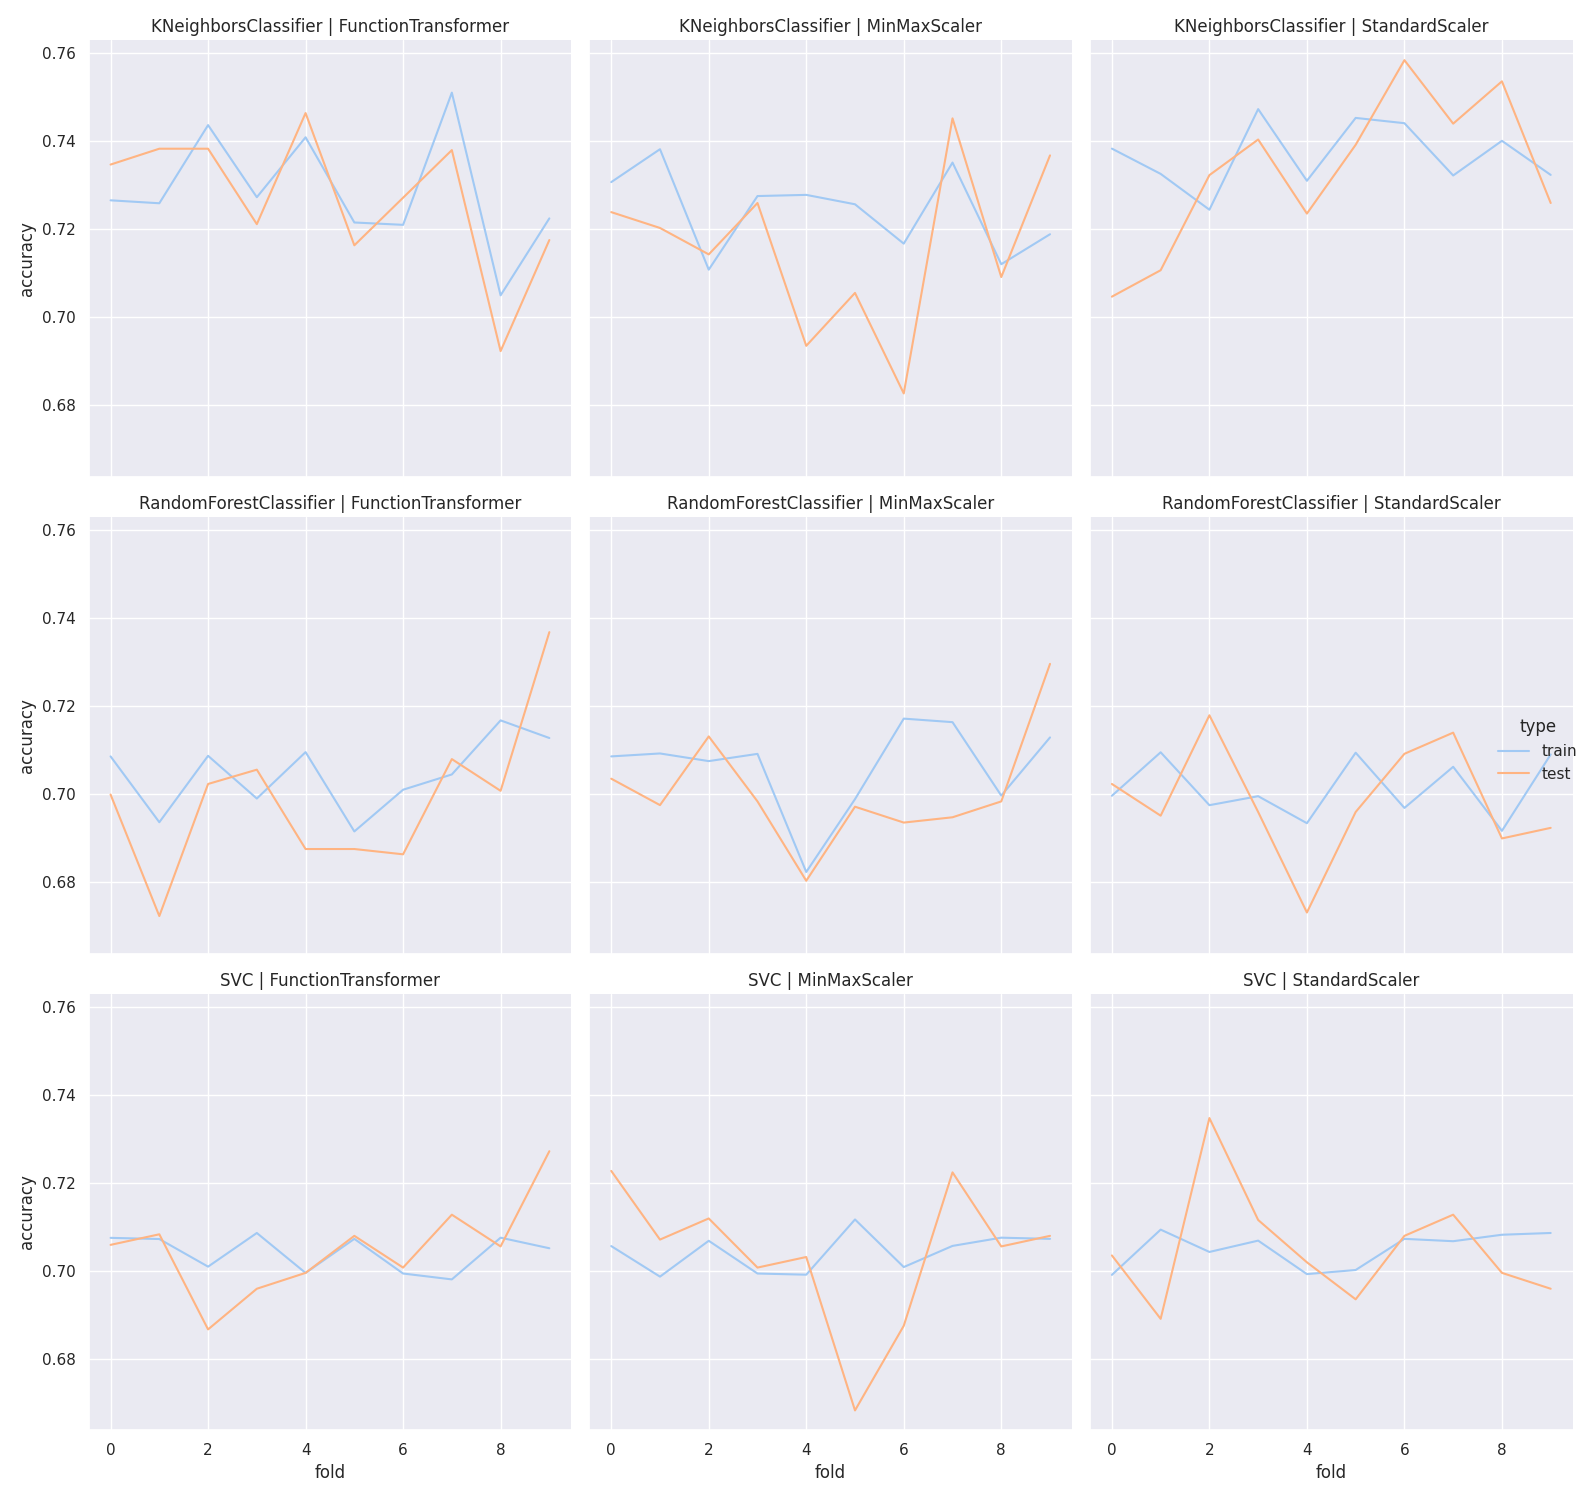 KNeighborsClassifier | FunctionTransformer
KNeighborsClassifier | MinMaxScaler
KNeighborsClassifier | StandardScaler
0.76
0.74
0.72
0.70
0.68
accuracy
RandomForestClassifier | FunctionTransformer
RandomForestClassifier | MinMaxScaler
RandomForestClassifier | StandardScaler
0.76
0.74
0.72
0.70
0.68
accuracy
type
train
test
SVC | FunctionTransformer
SVC | MinMaxScaler
SVC | StandardScaler
0.76
0.74
0.72
0.70
0.68
accuracy
0 2 4 6 8
0 2 4 6 8
0 2 4 6 8
fold
fold
fold